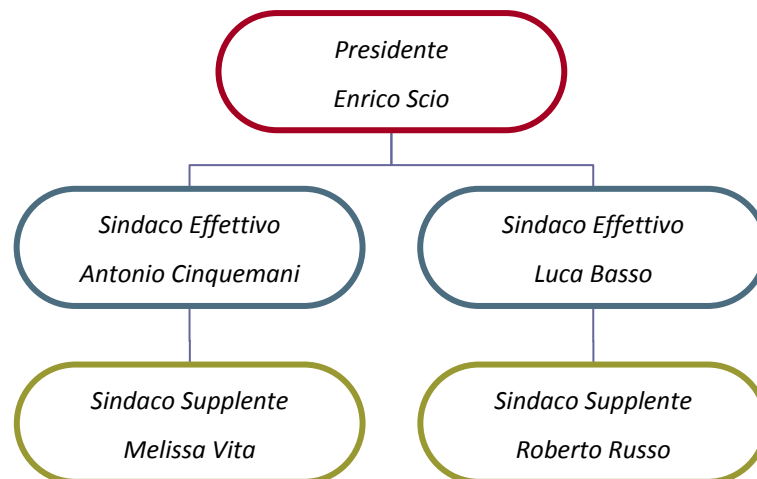 Presidente
Enrico Scio
Sindaco Effettivo
Antonio Cinquemani
Sindaco Effettivo
Luca Basso
Sindaco Supplente
Melissa Vita
Sindaco Supplente
Roberto Russo